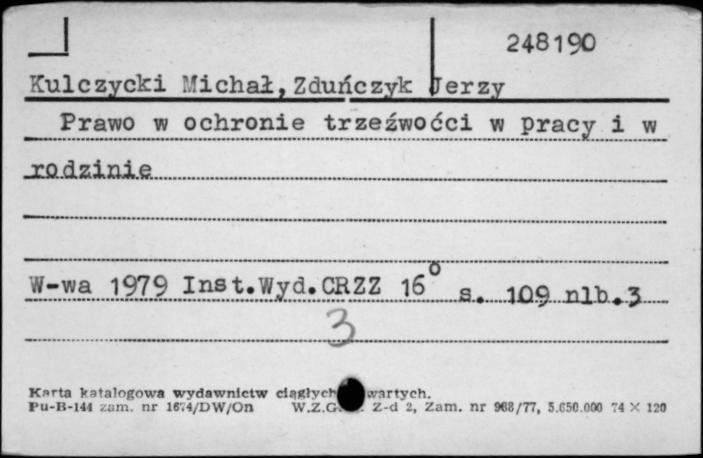 248190
Kulczycki Michał, Zduńczyk Jerzy
Prawo w ochronie trzeźwoćci w pracy i w
rodzinie
W-wa 1979 Inst.Wyd.CRZZ 16° s. 109 nlb.3
3
Karta katalogowa wydawnictw ciągłych wartych.
Pu-B-144 zam. nr 1674/DW/On W.Z.G. Z-d 2, Zam. nr 968/77, 5.650.000 74 × 120